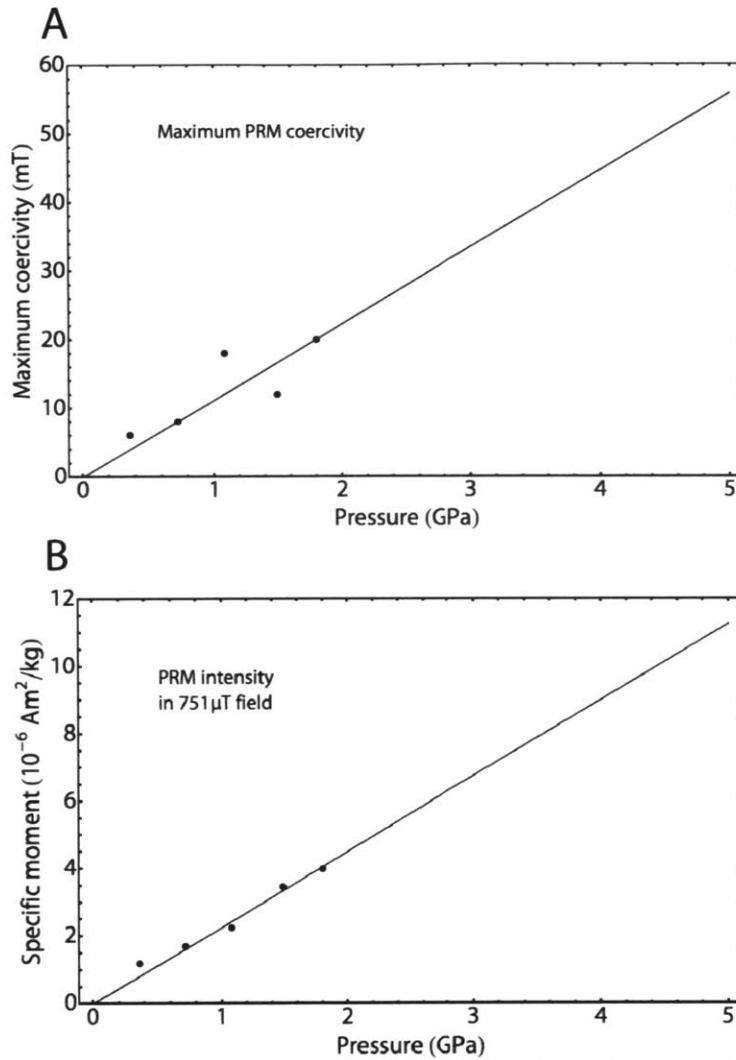 A
60
50
40
30
20
10
0
Maximum coercivity (mT)
Maximum PRM coercivity
0 1 2 3 4 5
Pressure (GPa)
B
12
10
8
6
4
2
0
Specific moment (10⁻⁶ Am²/kg)
PRM intensity
in 751µT field
0 1 2 3 4 5
Pressure (GPa)